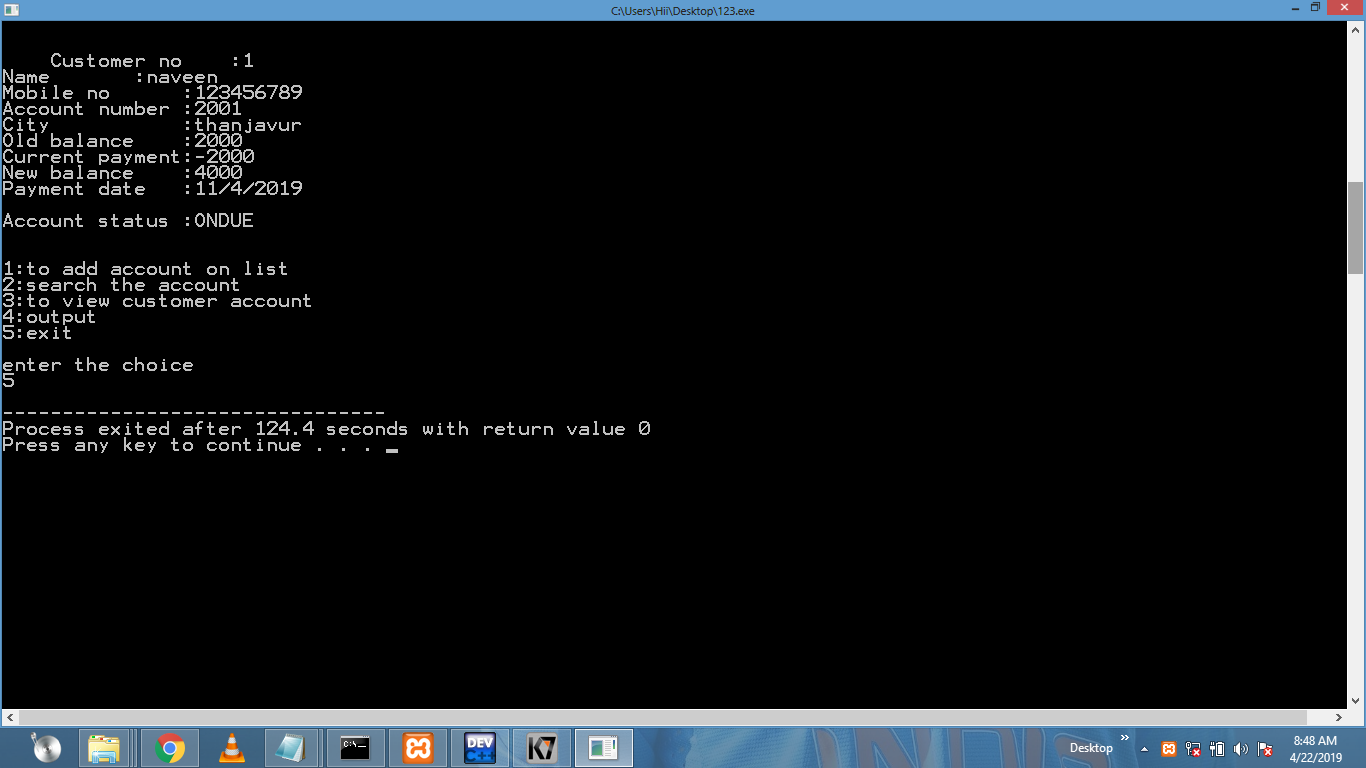 C:\Users\Hii\Desktop\123.exe
Customer no    :1
Name       :naveen
Mobile no      :123456789
Account number :2001
City           :thanjavur
Old balance    :2000
Current payment:-2000
New balance    :4000
Payment date   :11/4/2019
Account status :ONDUE
1:to add account on list
2:search the account
3:to view customer account
4:output
5:exit
enter the choice
5
--------------------------------
Process exited after 124.4 seconds with return value 0
Press any key to continue . . . _
C:\_
DEV
C++
K7
Desktop
8:48 AM
4/22/2019